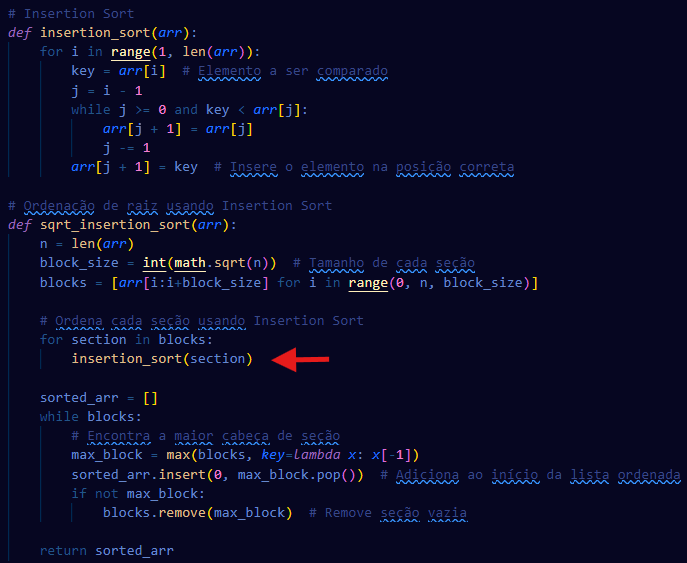 # Insertion Sort
def insertion_sort(arr):
    for i in range(1, len(arr)):
        key = arr[i]  # Elemento a ser comparado
        j = i - 1
        while j >= 0 and key < arr[j]:
            arr[j + 1] = arr[j]
            j -= 1
        arr[j + 1] = key  # Insere o elemento na posição correta

# Ordenação de raiz usando Insertion Sort
def sqrt_insertion_sort(arr):
    n = len(arr)
    block_size = int(math.sqrt(n))  # Tamanho de cada seção
    blocks = [arr[i:i+block_size] for i in range(0, n, block_size)]

    # Ordena cada seção usando Insertion Sort
    for section in blocks:
        insertion_sort(section)

    sorted_arr = []
    while blocks:
        # Encontra a maior cabeça de seção
        max_block = max(blocks, key=lambda x: x[-1])
        sorted_arr.insert(0, max_block.pop())  # Adiciona ao início da lista ordenada
        if not max_block:
            blocks.remove(max_block)  # Remove seção vazia

    return sorted_arr